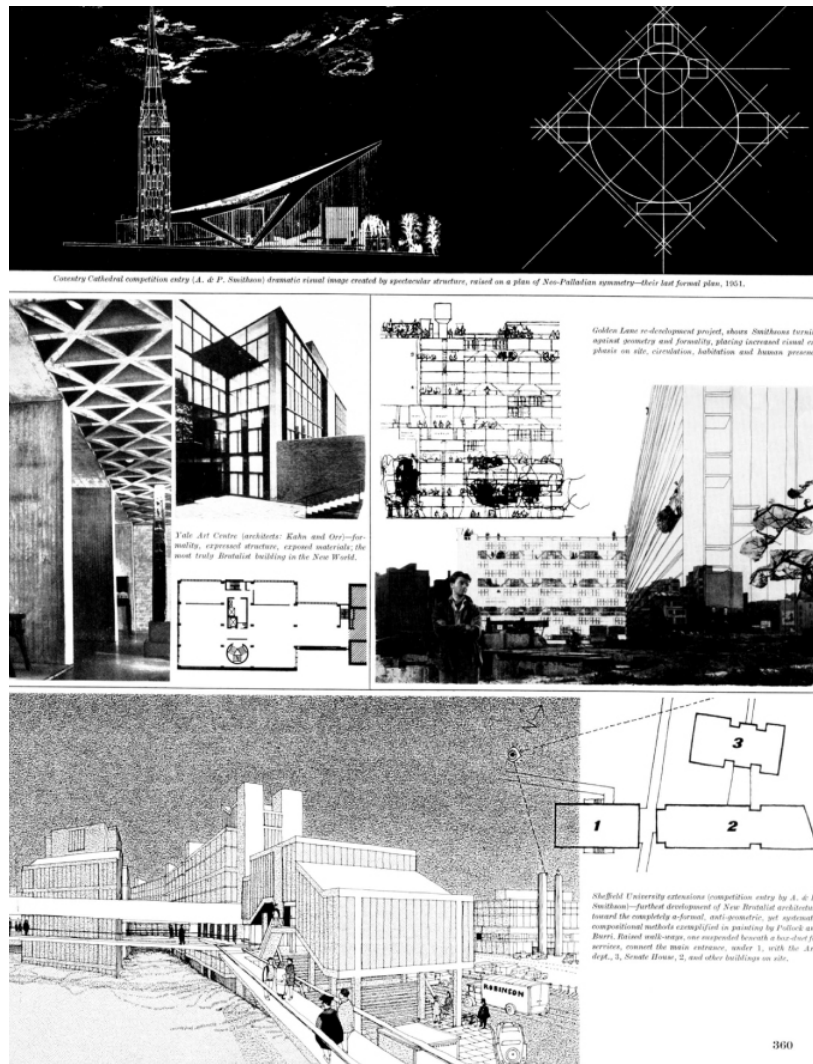 Coventry Cathedral competition entry (A. & P. Smithson) dramatic visual image created by spectacular structure, raised on a plan of Neo-Palladian symmetry—their last formal plan, 1951.
Golden Lane re-development project, shows Smithsons turni
against geometry and formality, placing increased visual e
phasis on site, circulation, habitation and human presen
Yale Art Centre (architects: Kahn and Orr)—for-
mality, expressed structure, exposed materials; the
most truly Brutalist building in the New World.
N
3
1
2
ROBINSON
Sheffield University extensions (competition entry by A. &
Smithson)—furthest development of New Brutalist architectu
toward the completely a-formal, anti-geometric, yet systemat
compositional methods exemplified in painting by Pollock an
Burri. Raised walk-ways, one suspended beneath a box-duct f
services, connect the main entrance, under 1, with the Ar
dept., 3, Senate House, 2, and other buildings on site.
360